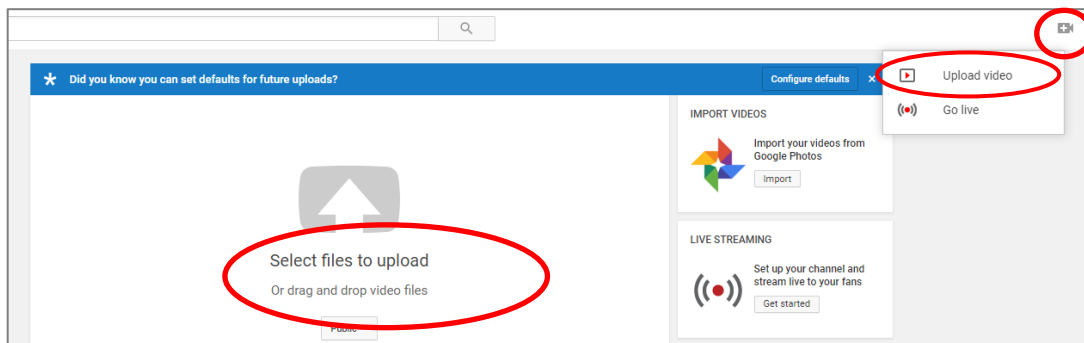 Did you know you can set defaults for future uploads?
Configure defaults ×
Upload video
Go live
IMPORT VIDEOS
Import your videos from
Google Photos
Import
Select files to upload
Or drag and drop video files
Public
LIVE STREAMING
Set up your channel and
stream live to your fans
Get started